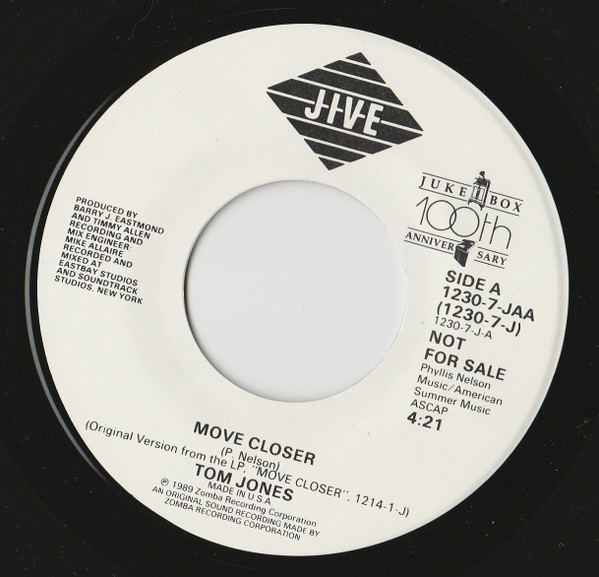 J-I-V-E
JUKEBOX
100th
ANNIVERSARY
PRODUCED BY
BARRY J. EASTMOND
AND TIMMY ALLEN
RECORDING AND
MIX ENGINEER:
MIKE ALLAIRE
RECORDED AND
MIXED AT
EASTBAY STUDIOS
AND SOUNDTRACK
STUDIOS, NEW YORK
SIDE A
1230-7-JAA
(1230-7-J)
1230-7-J-A
NOT
FOR SALE
Phyllis Nelson
Music/American
Summer Music
ASCAP
4:21
MOVE CLOSER
(P. Nelson)
(Original Version from the LP, "MOVE CLOSER", 1214-1-J)
TOM JONES
MADE IN U.S.A.
℗ 1989 Zomba Recording Corporation
AN ORIGINAL SOUND RECORDING MADE BY
ZOMBA RECORDING CORPORATION